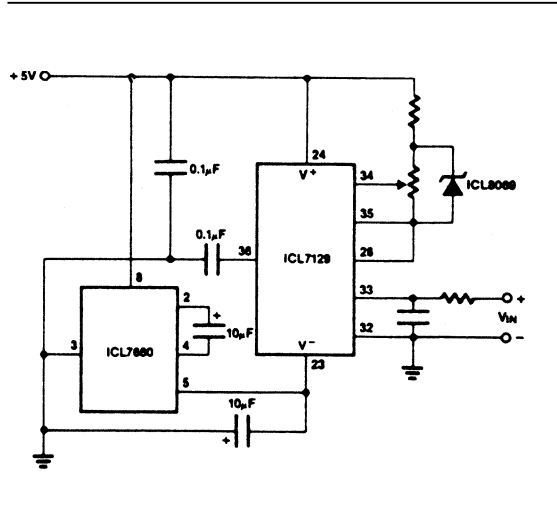 + 5V
24
V+
34
0.1µF
ICL8069
35
0.1µF
36
ICL7129
28
8
33
+
2
+
VIN
10µF
32
-
3
ICL7660
4
V-
23
5
10µF
+